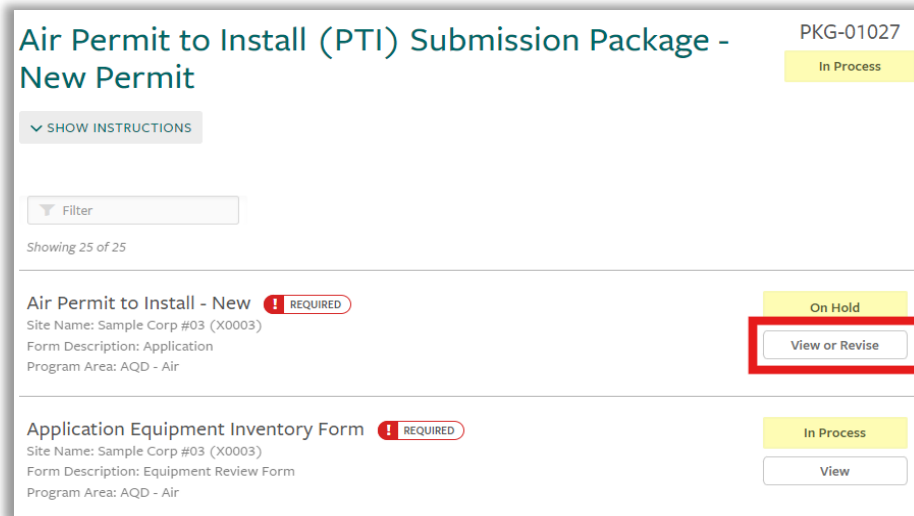 Air Permit to Install (PTI) Submission Package -
New Permit
PKG-01027
In Process
SHOW INSTRUCTIONS
Filter
Showing 25 of 25
Air Permit to Install - New
! REQUIRED
Site Name: Sample Corp #03 (X0003)
Form Description: Application
Program Area: AQD - Air
On Hold
View or Revise
Application Equipment Inventory Form
! REQUIRED
Site Name: Sample Corp #03 (X0003)
Form Description: Equipment Review Form
Program Area: AQD - Air
In Process
View